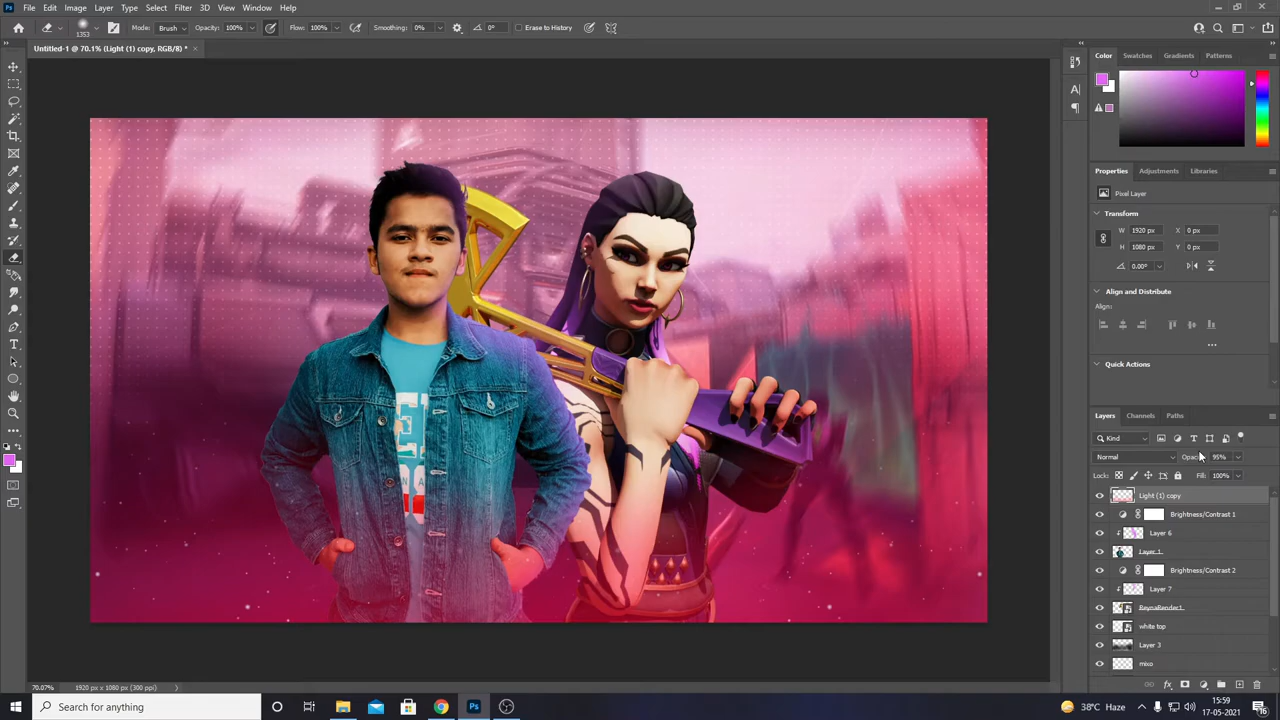 File Edit Image Layer Type Select Filter 3D View Window Help
1353 Mode: Brush Opacity: 100% Flow: 100% Smoothing: 0% 0° Erase to History
Untitled-1 @ 70.1% (Light (1) copy, RGB/8) * ×
Color Swatches Gradients Patterns
Properties Adjustments Libraries
Pixel Layer
Transform
W 1920 px X 0 px
H 1080 px Y 0 px
0.00°
Align and Distribute
Align:
Quick Actions
Layers Channels Paths
Kind
Normal Opac 95%
Lock: Fill: 100%
Light (1) copy
Brightness/Contrast 1
Layer 6
Layer 1
Brightness/Contrast 2
Layer 7
ReynaRender1
white top
Layer 3
mixo
70.07% 1920 px x 1080 px (300 ppi)
Search for anything
38°C Haze
15:59
17-05-2021